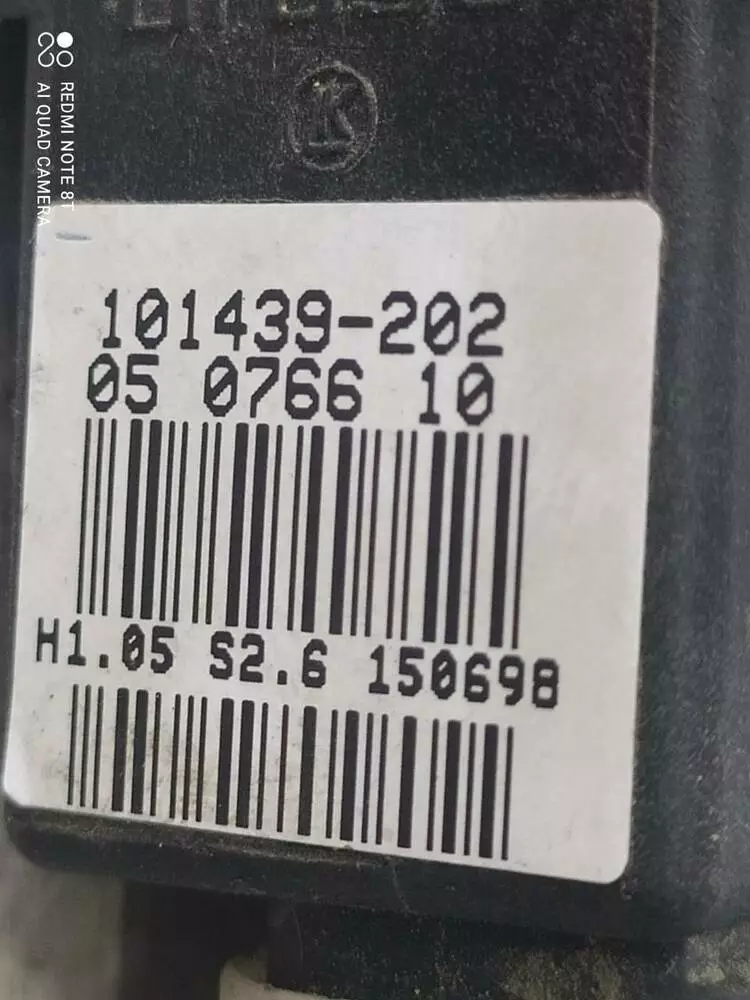 REDMI NOTE 8T
AI QUAD CAMERA
K
101439-202
05 0766 10
H1.05 S2.6 150698